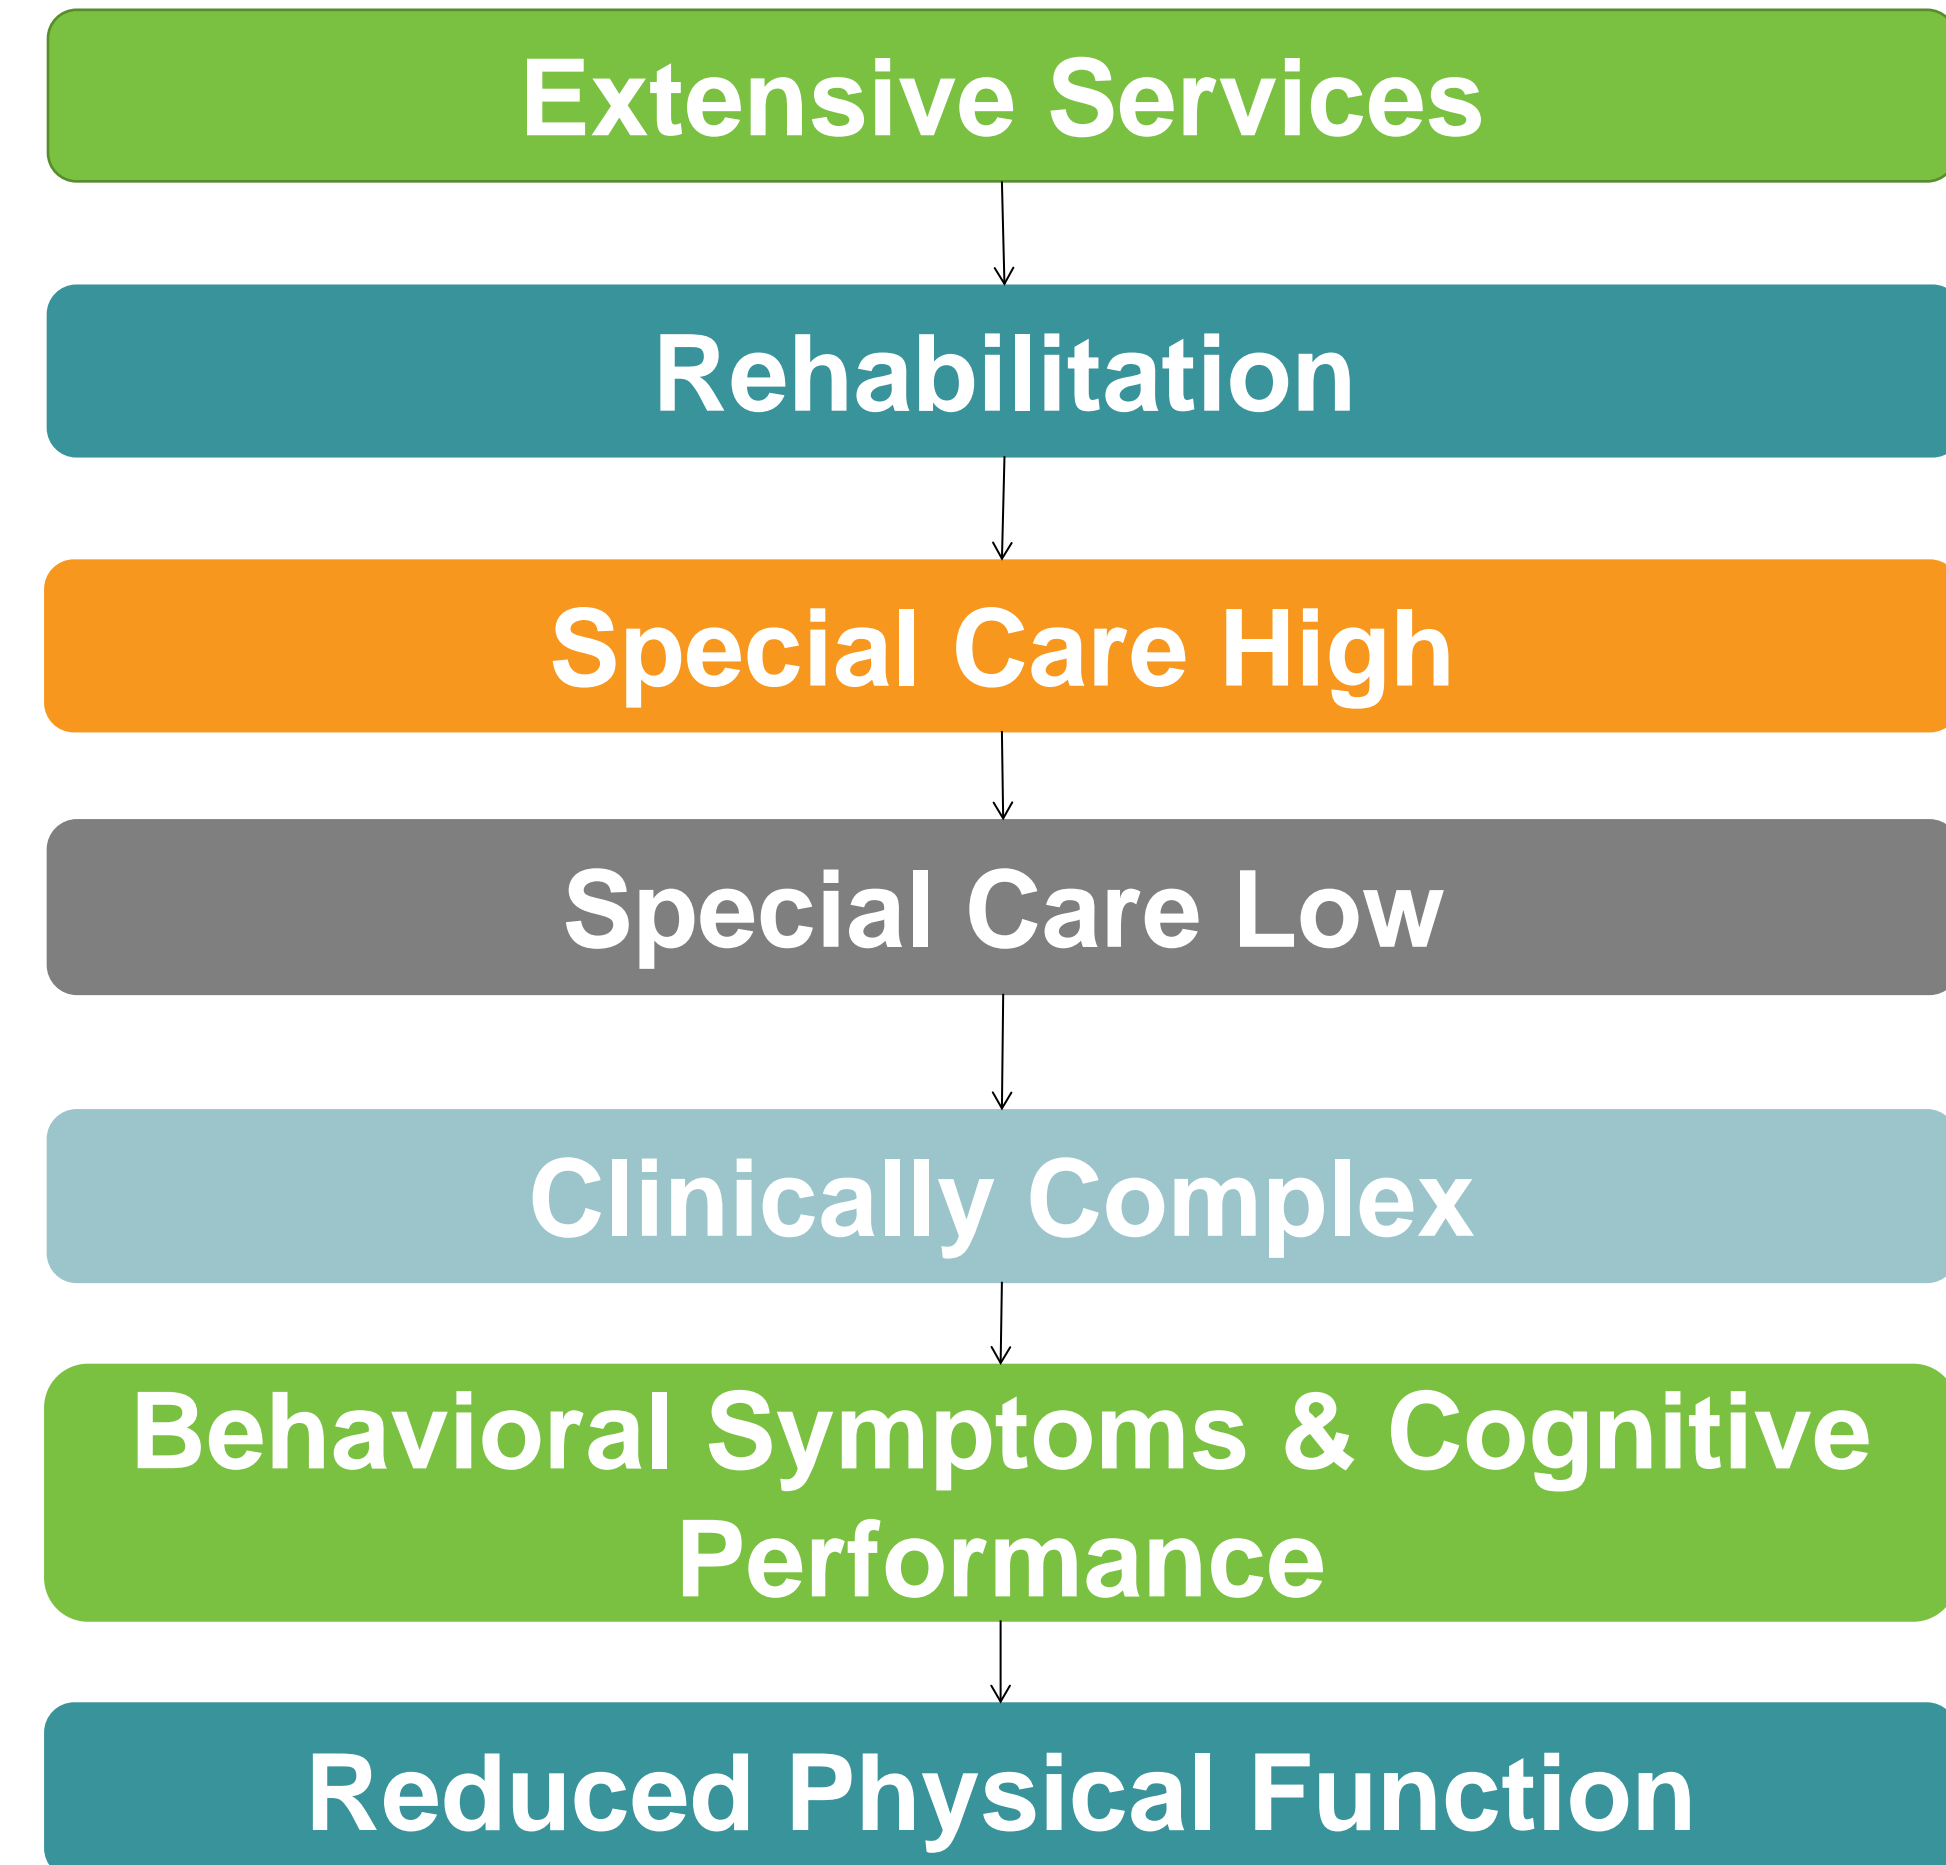 Extensive Services
Rehabilitation
Special Care High
Special Care Low
Clinically Complex
Behavioral Symptoms & Cognitive
Performance
Reduced Physical Function